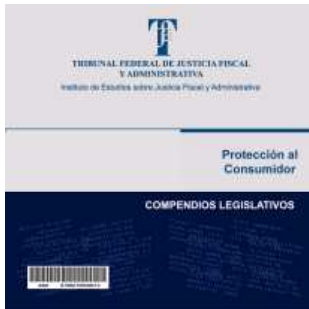 TRIBUNAL FEDERAL DE JUSTICIA FISCAL
Y ADMINISTRATIVA
Instituto de Estudios sobre Justicia Fiscal y Administrativa
Protección al
Consumidor
COMPENDIOS LEGISLATIVOS